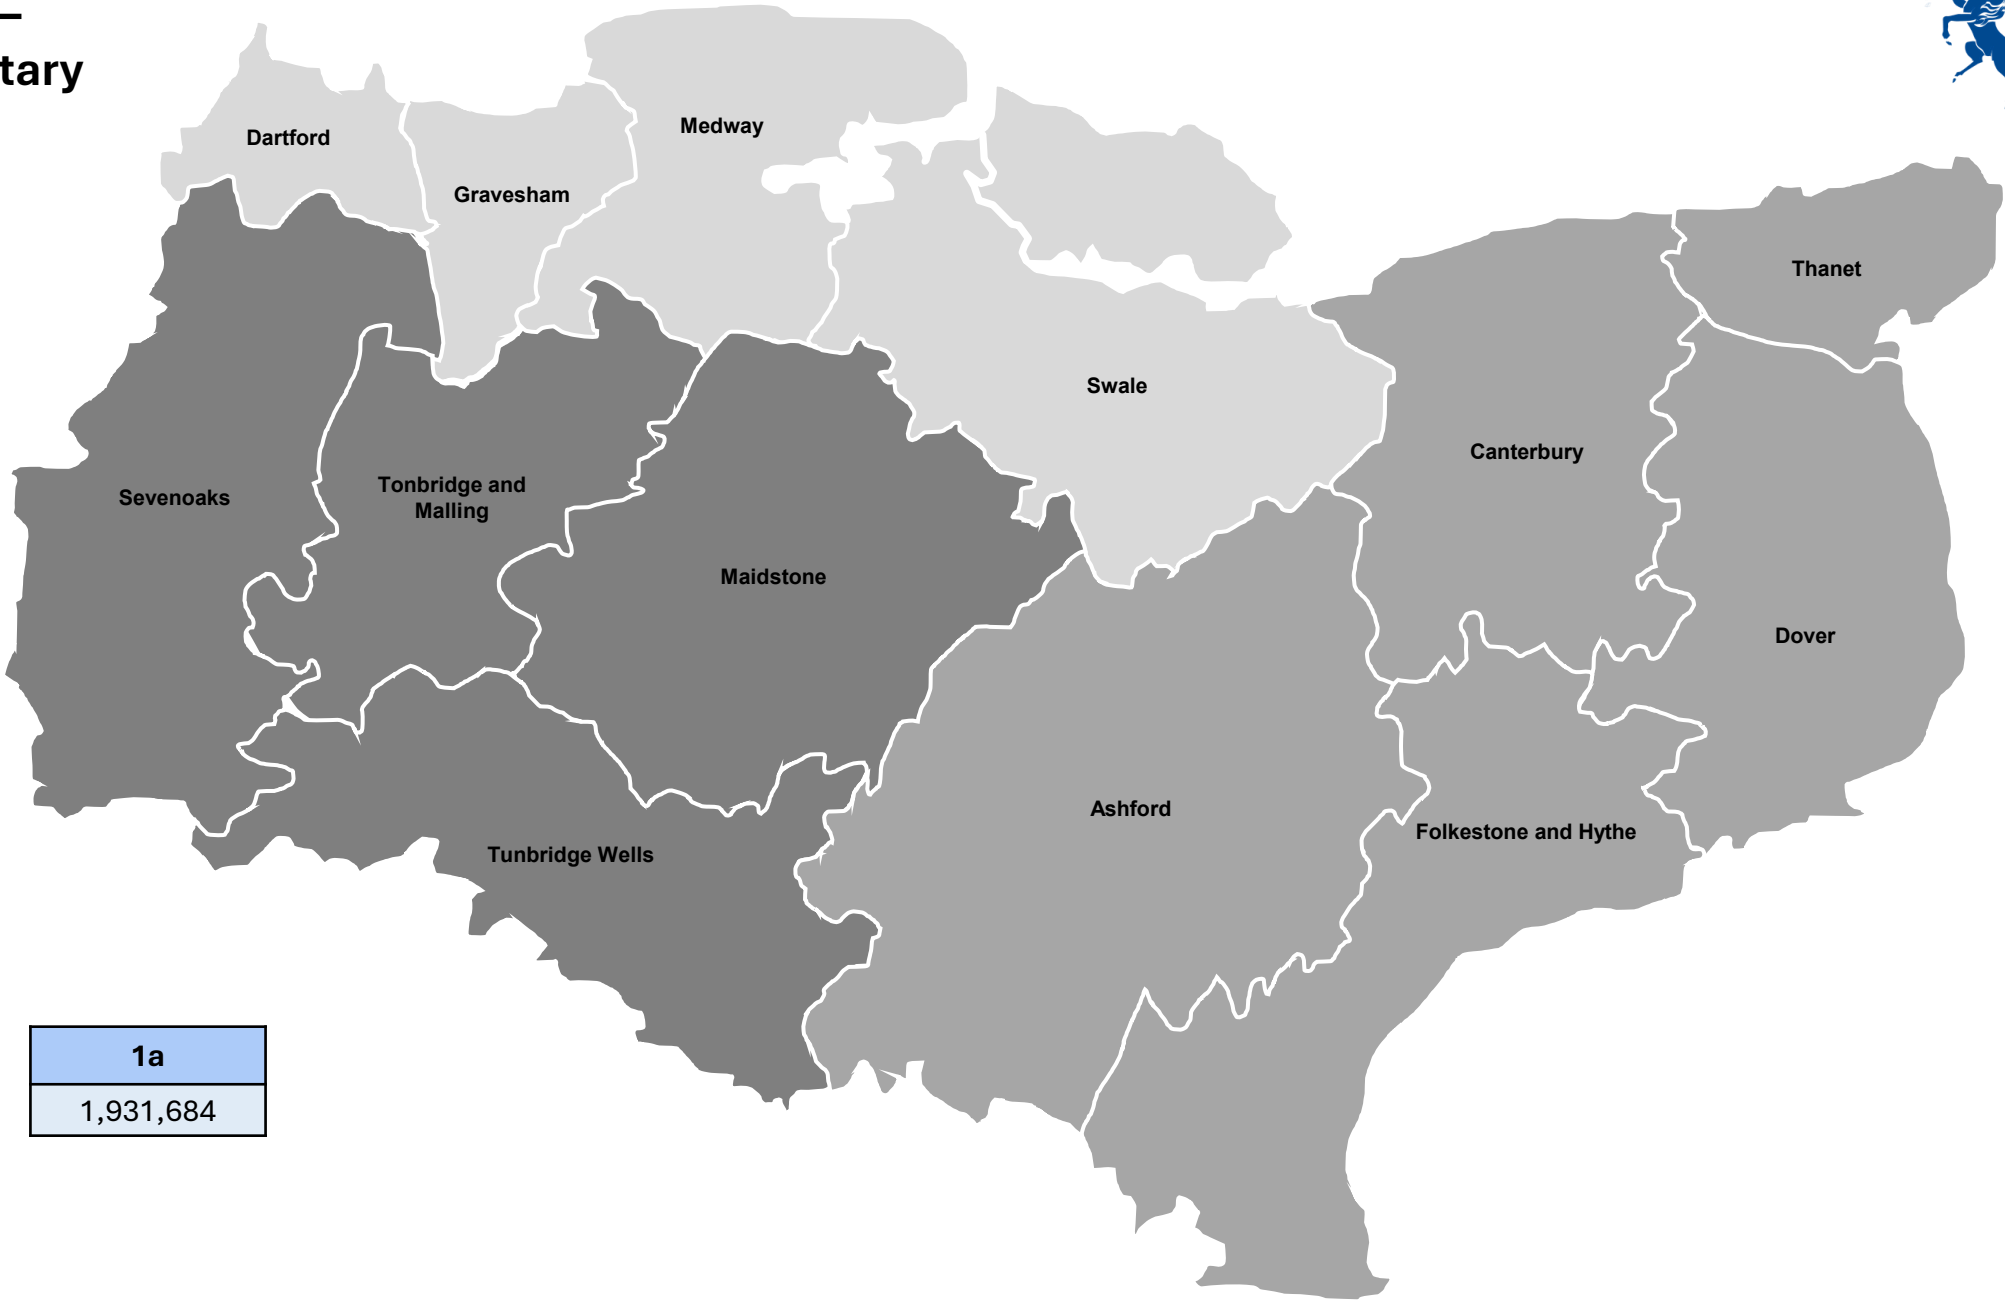 –
tary
Dartford
Medway
Gravesham
Thanet
Swale
Canterbury
Sevenoaks
Tonbridge and
Malling
Maidstone
Dover
Ashford
Folkestone and Hythe
Tunbridge Wells
1a
1,931,684